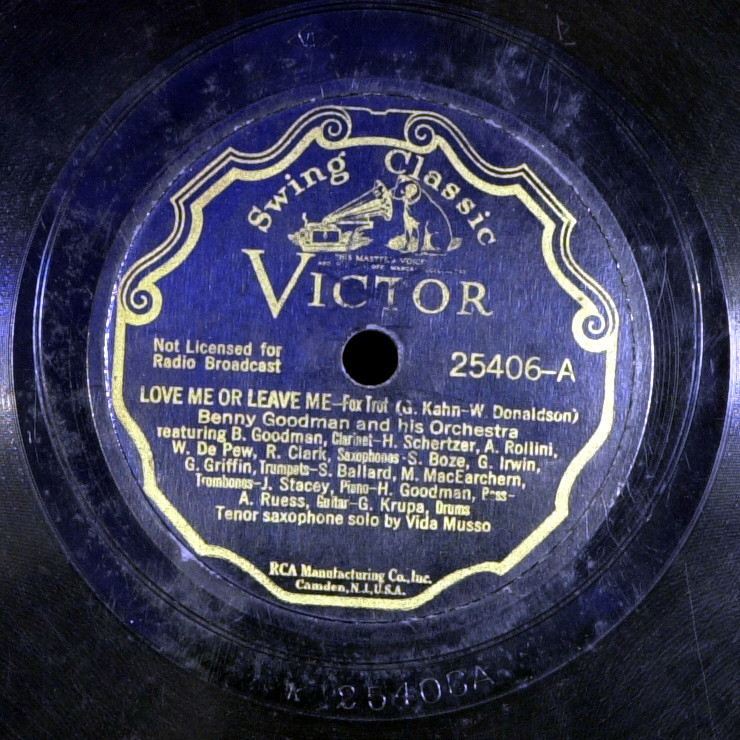 Swing Classic
"HIS MASTER'S VOICE"
VICTOR
Not Licensed for
Radio Broadcast
25406-A
LOVE ME OR LEAVE ME-Fox Trot (G. Kahn-W. Donaldson)
Benny Goodman and his Orchestra
Featuring B. Goodman, Clarinet-H. Schertzer, A. Rollini,
W. De Pew, R. Clark, Saxophones-S. Boze, G. Irwin,
G. Griffin, Trumpets-S. Ballard, M. MacEarchern,
Trombones-J. Stacey, Piano-H. Goodman, Bass-
A. Ruess, Guitar-G. Krupa, Drums
Tenor saxophone solo by Vida Musso
RCA Manufacturing Co., Inc.
Camden, N.J., U.S.A.
25406A